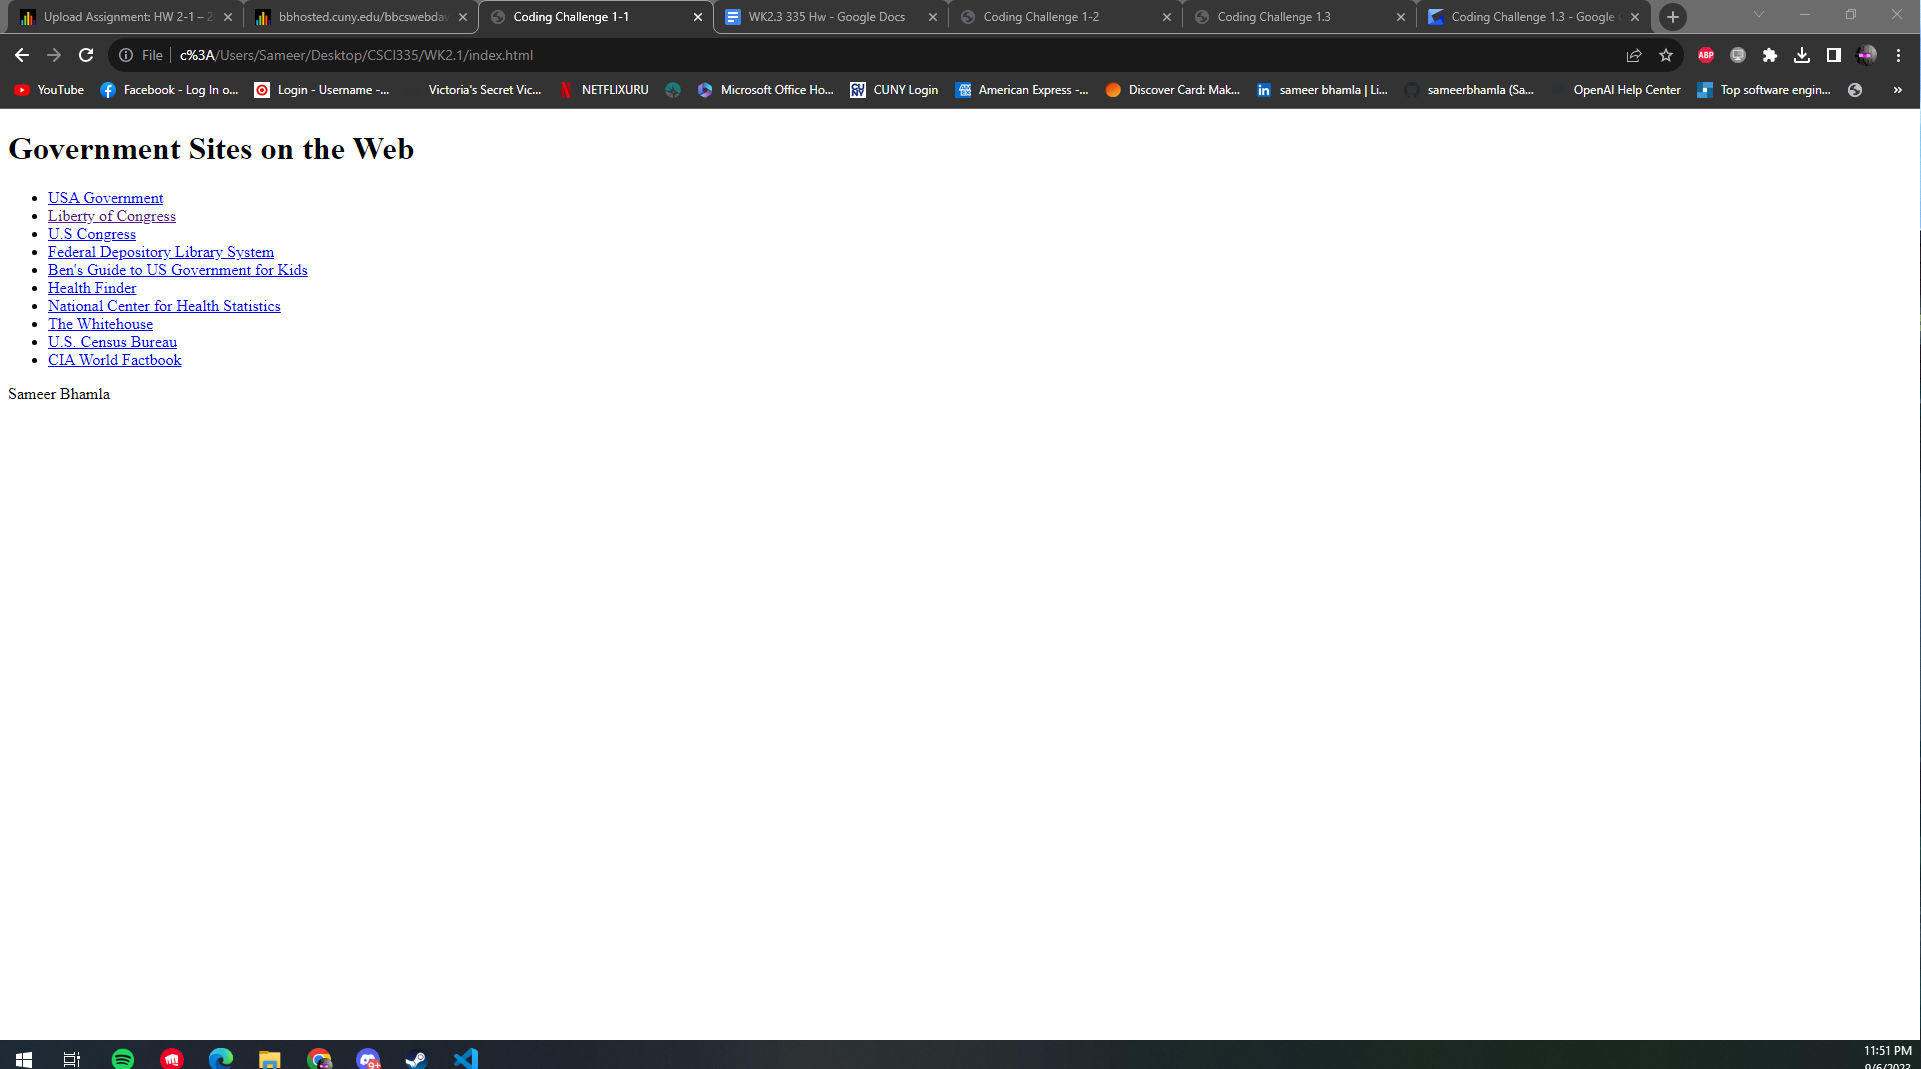 Upload Assignment: HW 2-1 – 2
bbhosted.cuny.edu/bbcswebdav
Coding Challenge 1-1
WK2.3 335 Hw - Google Docs
Coding Challenge 1-2
Coding Challenge 1.3
Coding Challenge 1.3 - Google
File
c%3A/Users/Sameer/Desktop/CSCI335/WK2.1/index.html
ABP
YouTube
Facebook - Log In o...
Login - Username -...
Victoria's Secret Vic...
NETFLIXURU
Microsoft Office Ho...
CUNY Login
American Express -...
Discover Card: Mak...
sameer bhamla | Li...
sameerbhamla (Sa...
OpenAI Help Center
Top software engin...
Government Sites on the Web
USA Government
Liberty of Congress
U.S Congress
Federal Depository Library System
Ben's Guide to US Government for Kids
Health Finder
National Center for Health Statistics
The Whitehouse
U.S. Census Bureau
CIA World Factbook
Sameer Bhamla
9+
11:51 PM
9/6/2023